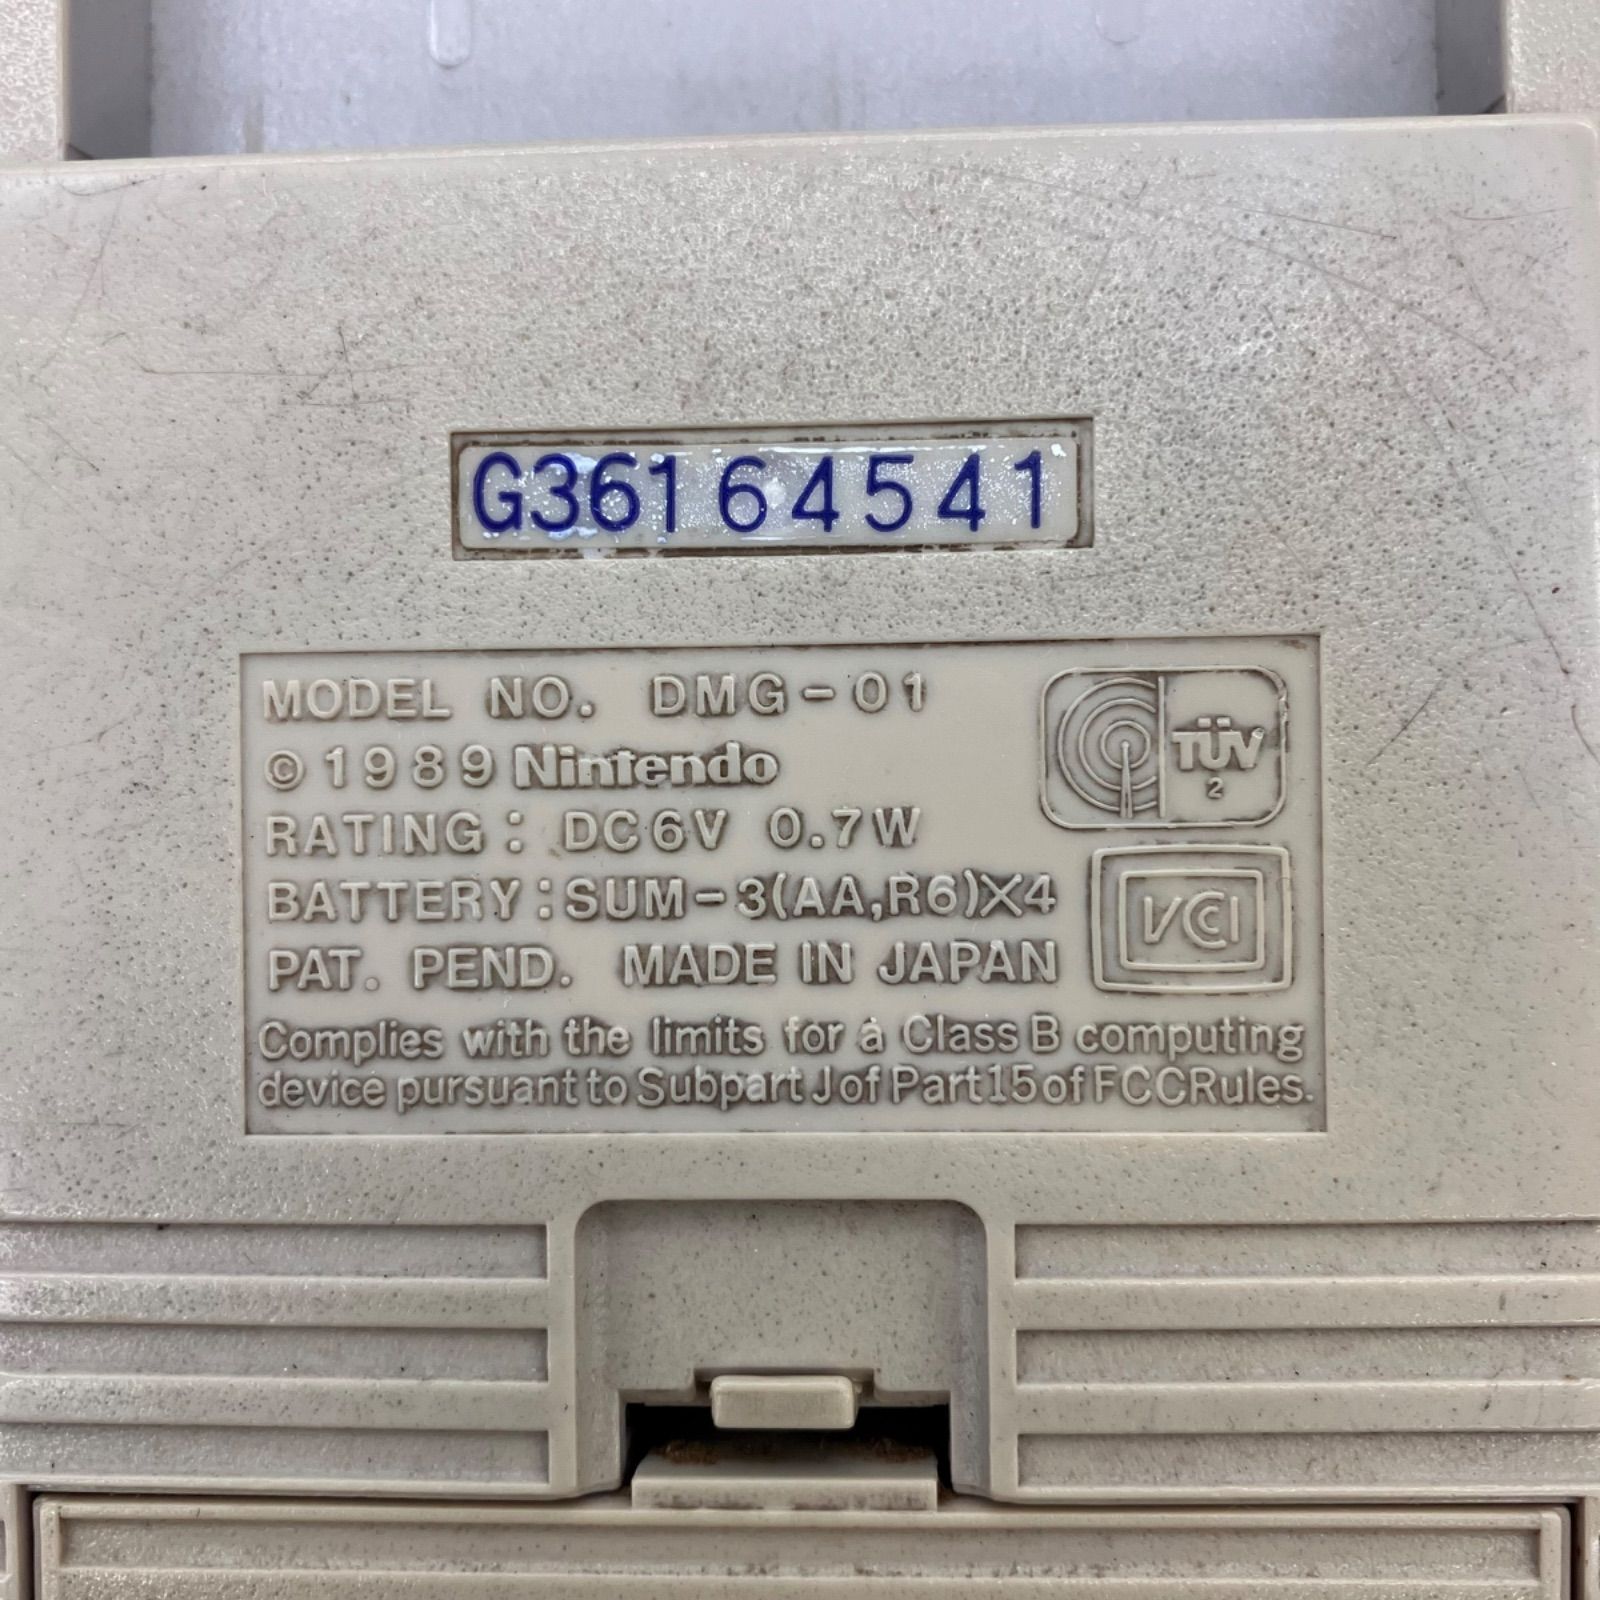 G36164541
MODEL NO. DMG-01
© 1989 Nintendo
RATING: DC6V 0.7W
BATTERY:SUM-3(AA,R6)X4
PAT. PEND. MADE IN JAPAN
TÜV
2
VCCI
Complies with the limits for a Class B computing
device pursuant to Subpart J of Part 15 of FCC Rules.